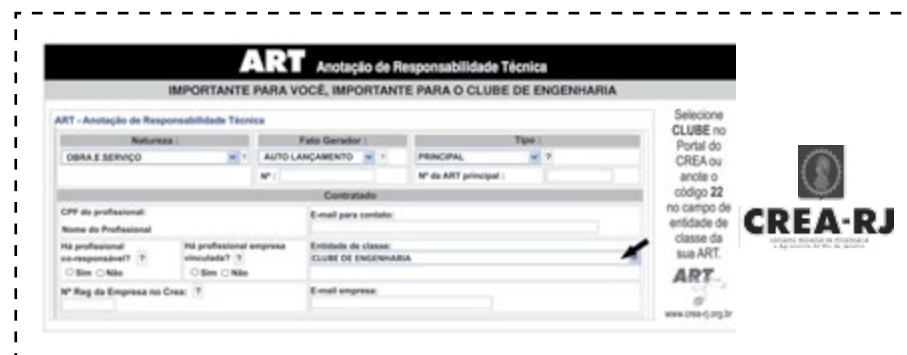 ART Anotação de Responsabilidade Técnica
IMPORTANTE PARA VOCÊ, IMPORTANTE PARA O CLUBE DE ENGENHARIA
ART - Anotação de Responsabilidade Técnica
Natureza :
Fato Gerador :
Tipo :
OBRA E SERVIÇO ?
AUTO LANÇAMENTO ?
PRINCIPAL ?
Nº :
Nº da ART principal :
Contratado
CPF do profissional:
E-mail para contato:
Nome do Profissional
Há profissional
co-responsável? ?
Sim Não
Há profissional empresa
vinculada? ?
Sim Não
Entidade de classe:
CLUBE DE ENGENHARIA
Nº Reg da Empresa no Crea: ?
E-mail empresa:
Selecione
CLUBE no
Portal do
CREA ou
anote o
código 22
no campo de
entidade de
classe da
sua ART.
ART
www.crea-rj.org.br
CREA-RJ